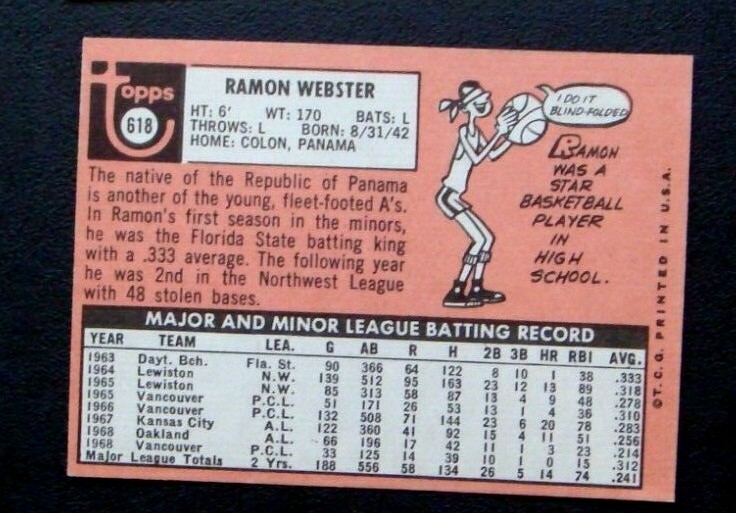 topps
618
RAMON WEBSTER
HT: 6' WT: 170 BATS: L
THROWS: L BORN: 8/31/42
HOME: COLON, PANAMA
The native of the Republic of Panama
is another of the young, fleet-footed A's.
In Ramon's first season in the minors,
he was the Florida State batting king
with a .333 average. The following year
he was 2nd in the Northwest League
with 48 stolen bases.
I DO IT
BLIND-FOLDED
RAMON
WAS A
STAR
BASKETBALL
PLAYER
IN
HIGH
SCHOOL.
MAJOR AND MINOR LEAGUE BATTING RECORD
YEAR TEAM LEA. G AB R H 2B 3B HR RBI AVG.
1963 Dayt. Bch. Fla. St. 90 366 64 122 8 10 1 38 .333
1964 Lewiston N.W. 139 512 95 163 23 12 13 89 .318
1965 Lewiston N.W. 85 313 58 87 13 4 9 48 .278
1965 Vancouver P.C.L. 51 171 26 53 13 1 4 36 .310
1966 Vancouver P.C.L. 132 508 71 144 23 6 20 78 .283
1967 Kansas City A.L. 122 360 41 92 15 4 11 51 .256
1968 Oakland A.L. 66 196 17 42 11 1 3 23 .214
1968 Vancouver P.C.L. 33 125 14 39 10 1 0 15 .312
Major League Totals 2 Yrs. 188 556 58 134 26 5 14 74 .241
© T.C.G. PRINTED IN U.S.A.